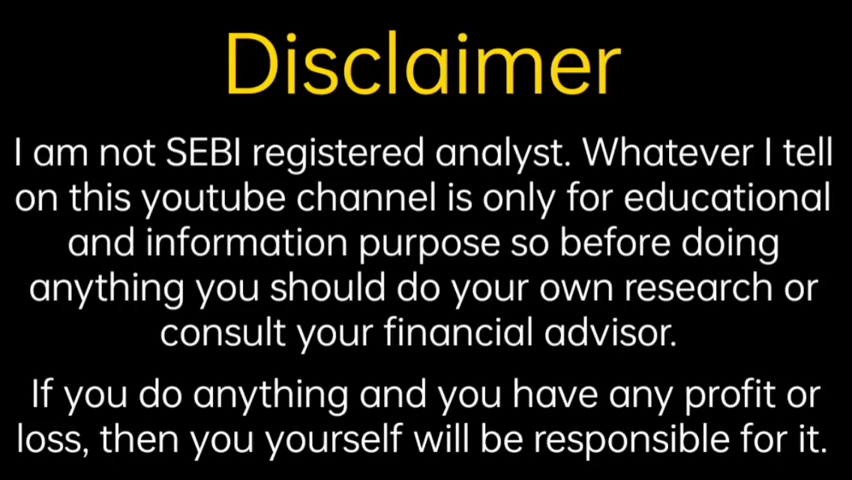 Disclaimer
I am not SEBI registered analyst. Whatever I tell
on this youtube channel is only for educational
and information purpose so before doing
anything you should do your own research or
consult your financial advisor.
If you do anything and you have any profit or
loss, then you yourself will be responsible for it.